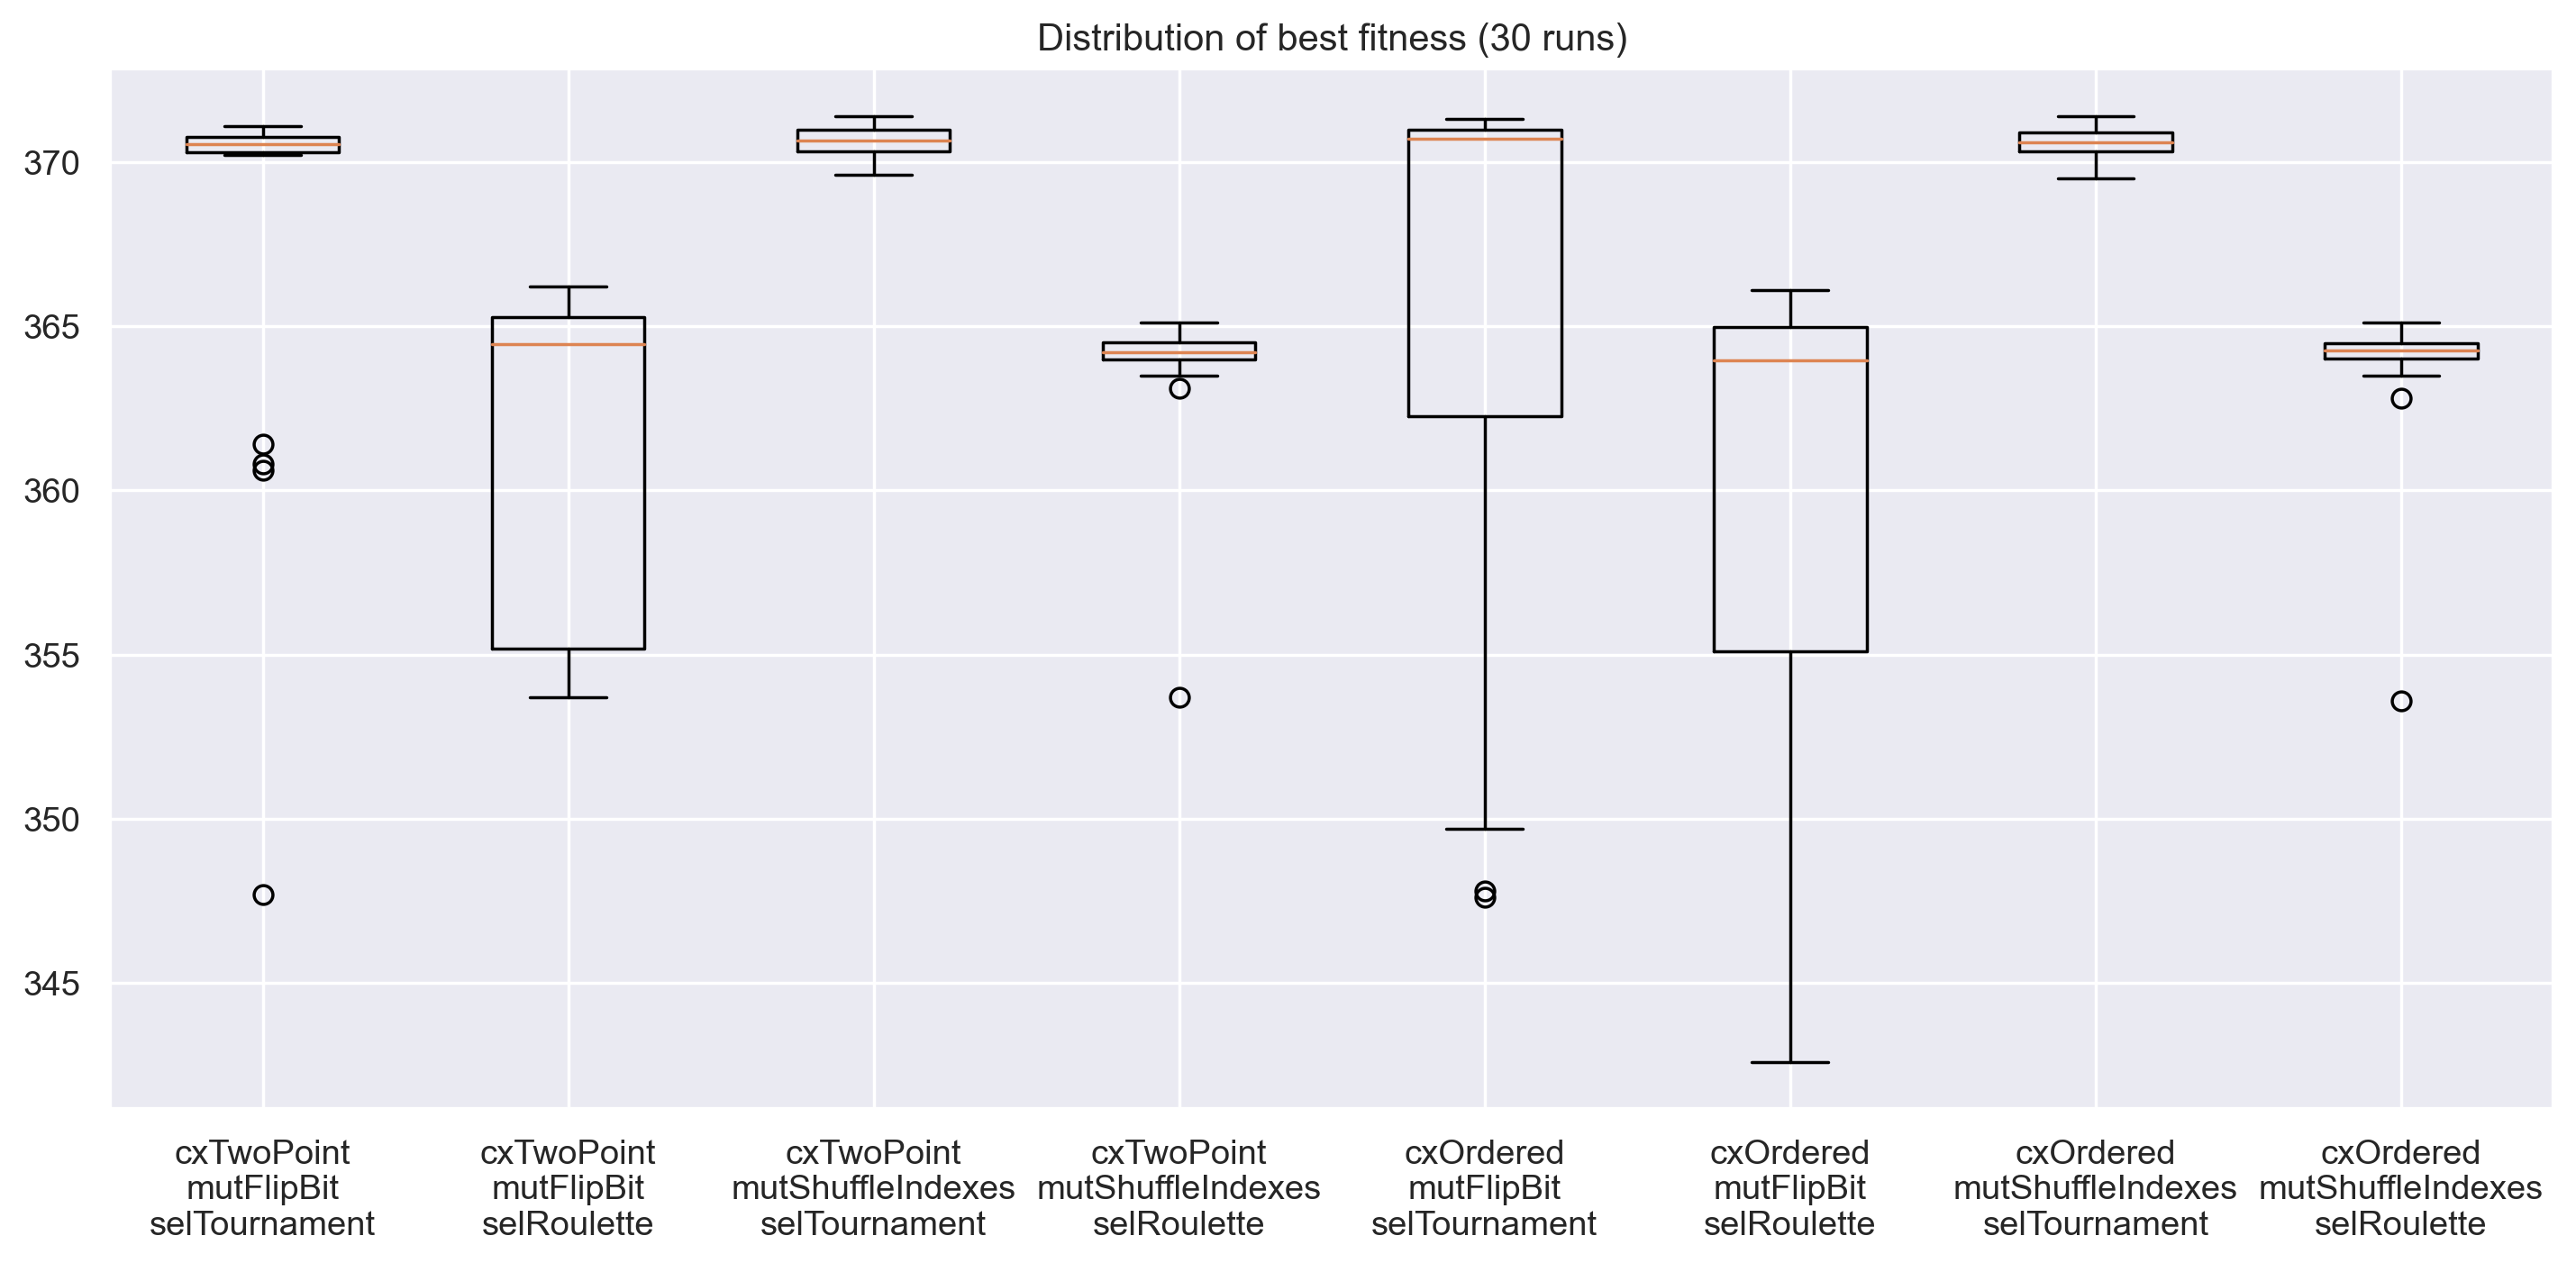 Distribution of best fitness (30 runs)
370
365
360
355
350
345
cxTwoPoint
mutFlipBit
selTournament
cxTwoPoint
mutFlipBit
selRoulette
cxTwoPoint
mutShuffleIndexes
selTournament
cxTwoPoint
mutShuffleIndexes
selRoulette
cxOrdered
mutFlipBit
selTournament
cxOrdered
mutFlipBit
selRoulette
cxOrdered
mutShuffleIndexes
selTournament
cxOrdered
mutShuffleIndexes
selRoulette